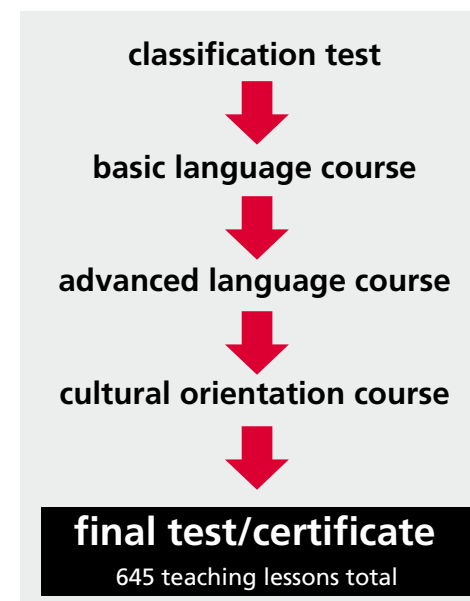 classification test
basic language course
advanced language course
cultural orientation course
final test/certificate
645 teaching lessons total